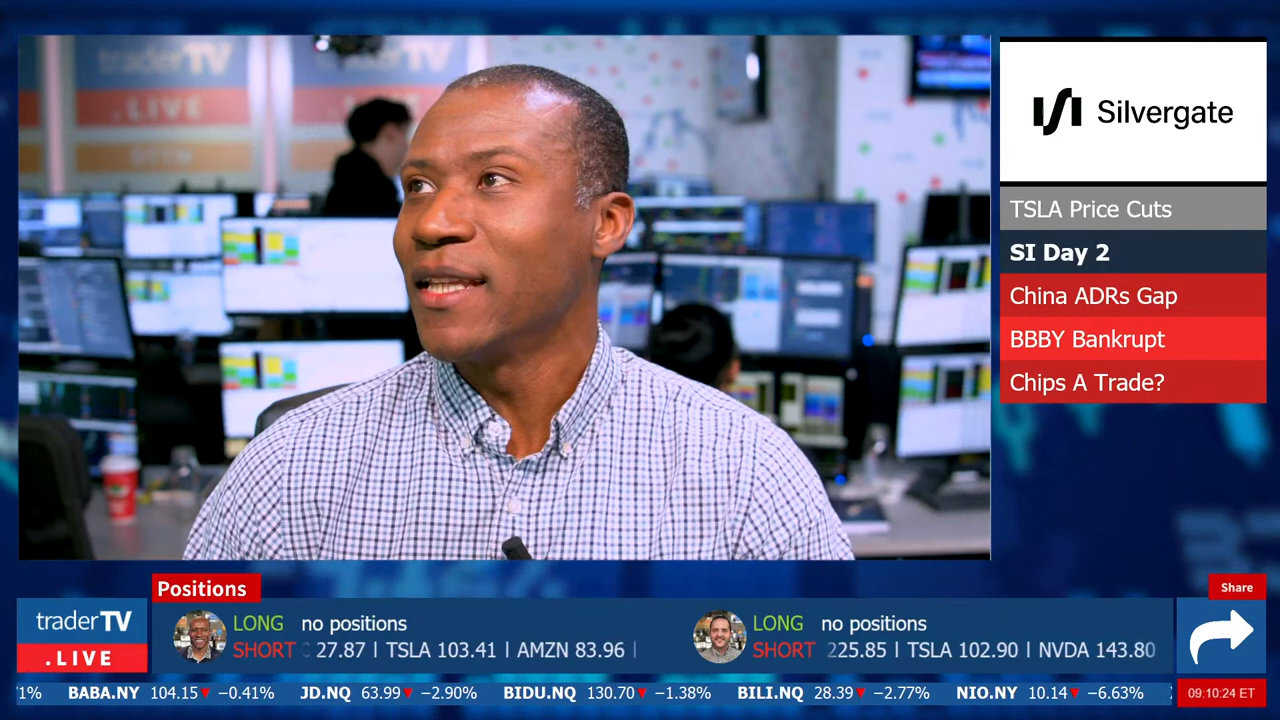 traderTV
.LIVE
Silvergate
TSLA Price Cuts
SI Day 2
China ADRs Gap
BBBY Bankrupt
Chips A Trade?
Positions
Share
traderTV
.LIVE
LONG no positions
SHORT 27.87 | TSLA 103.41 | AMZN 83.96 |
LONG no positions
SHORT 225.85 | TSLA 102.90 | NVDA 143.80
1% BABA.NY 104.15▼ −0.41% JD.NQ 63.99▼ −2.90% BIDU.NQ 130.70▼ −1.38% BILI.NQ 28.39▼ −2.77% NIO.NY 10.14▼ −6.63%
09:10:24 ET